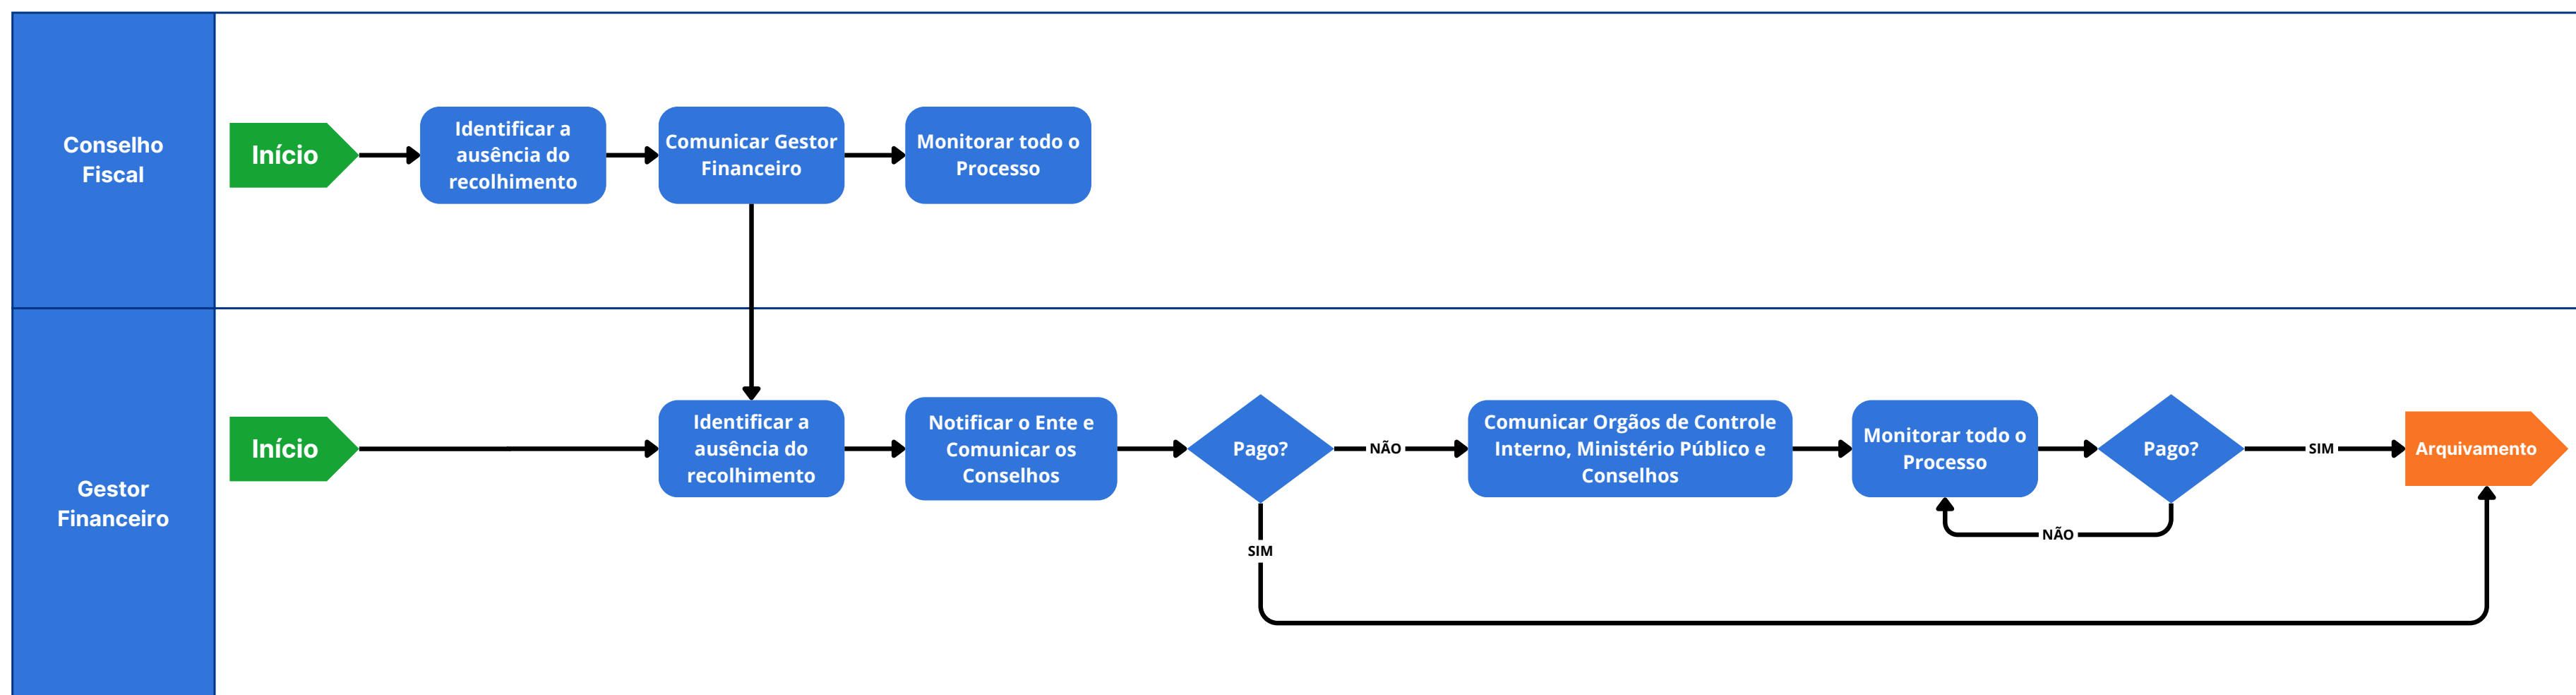 Conselho
Fiscal
Início
Identificar a
ausência do
recolhimento
Comunicar Gestor
Financeiro
Monitorar todo o
Processo
Gestor
Financeiro
Início
Identificar a
ausência do
recolhimento
Notificar o Ente e
Comunicar os
Conselhos
Pago?
NÃO
SIM
Comunicar Orgãos de Controle
Interno, Ministério Público e
Conselhos
Monitorar todo o
Processo
Pago?
NÃO
SIM
Arquivamento